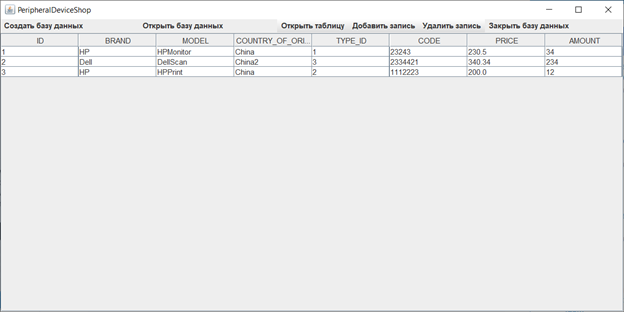 PeripheralDeviceShop
Создать базу данных Открыть базу данных Открыть таблицу Добавить запись Удалить запись Закрыть базу данных
ID BRAND MODEL COUNTRY_OF_ORI... TYPE_ID CODE PRICE AMOUNT
1 HP HPMonitor China 1 23243 230.5 34
2 Dell DellScan China2 3 2334421 340.34 234
3 HP HPPrint China 2 1112223 200.0 12